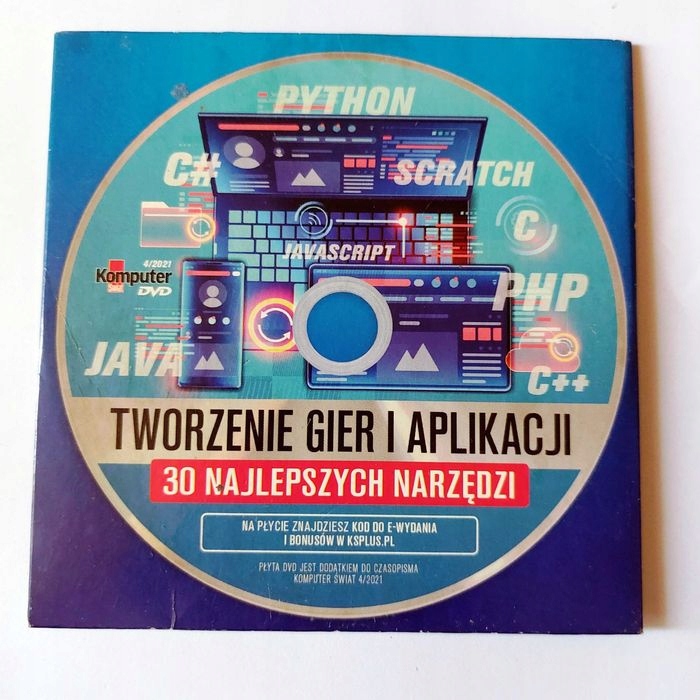 PYTHON
C#
SCRATCH
C
JAVASCRIPT
4/2021
Komputer
DVD
PHP
JAVA
C++
TWORZENIE GIER I APLIKACJI
30 NAJLEPSZYCH NARZĘDZI
NA PŁYCIE ZNAJDZIESZ KOD DO E-WYDANIA
I BONUSÓW W KSPLUS.PL
PŁYTA DVD JEST DODATKIEM DO CZASOPISMA
KOMPUTER ŚWIAT 4/2021